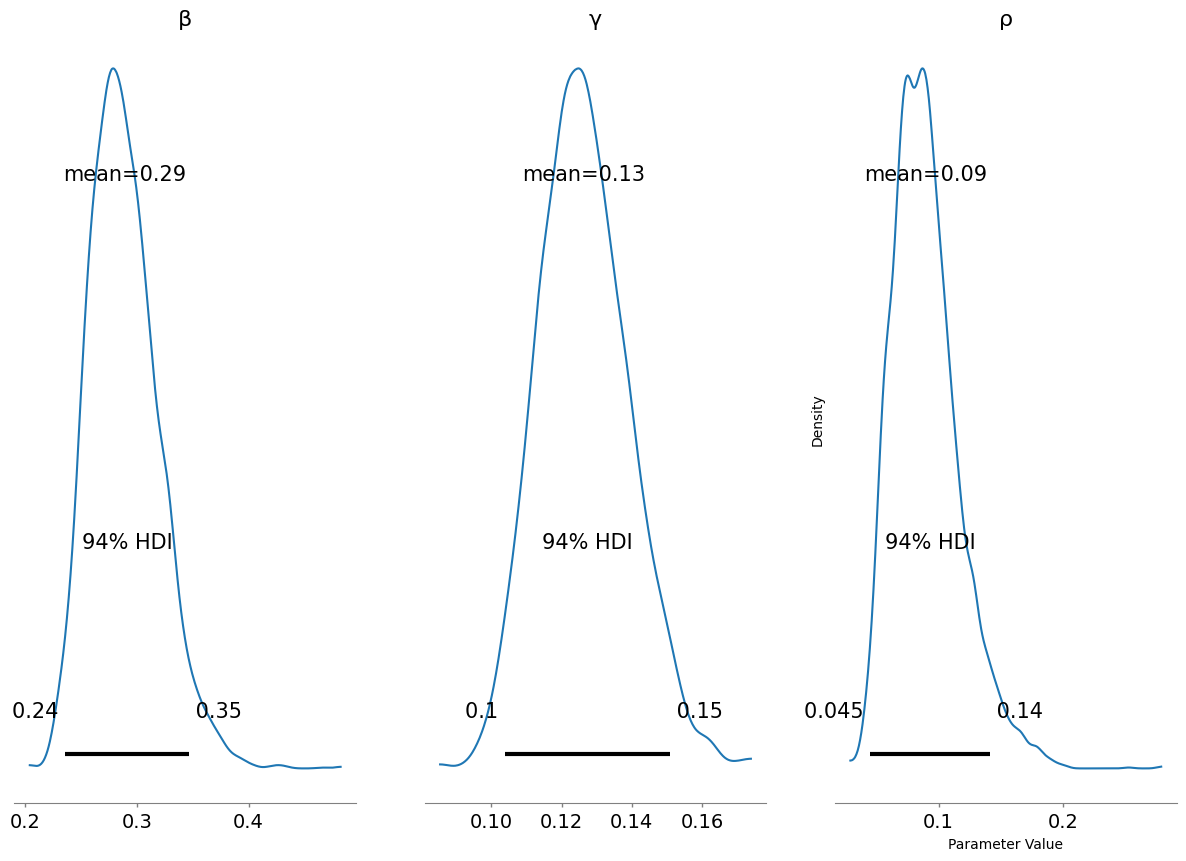 β
mean=0.29
94% HDI
0.24 0.35
0.2 0.3 0.4
γ
mean=0.13
94% HDI
0.1 0.15
0.10 0.12 0.14 0.16
ρ
mean=0.09
Density
94% HDI
0.045 0.14
0.1 0.2
Parameter Value